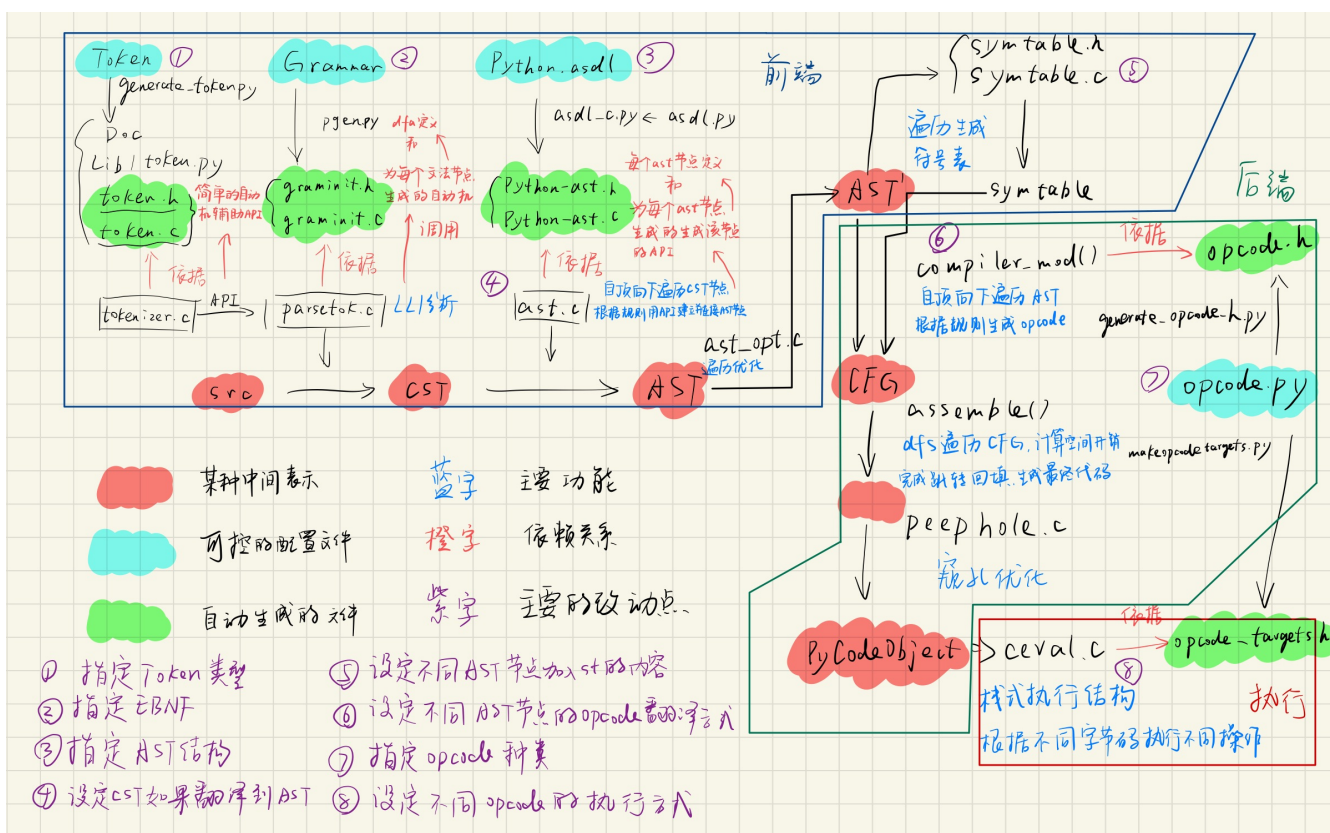 Token ①
generate_token.py
Doc
Lib / token.py
token.h
token.c
简单的自动
机辅助API
依据
tokenizer.c
API
Grammar ②
pgen.py
dfa定义
和
为每个文法节点
生成的自动机
graminit.h
graminit.c
调用
依据
parsetok.c
LL1分析
Python.asdl ③
asdl_c.py ← asdl.py
Python-ast.h
Python-ast.c
每个ast节点定义
和
为每个ast节点
生成的生成该节点
的API
④
依据
ast.c
自顶向下遍历CST节点
根据规则用API建立并连接AST节点
src
CST
AST
ast_opt.c
遍历优化
前端
symtable.h
symtable.c ⑤
遍历生成
符号表
AST'
symtable
后端
⑥
compiler_mod()
自顶向下遍历 AST
根据规则生成 opcode
依据
opcode.h
generate_opcode_h.py
⑦ opcode.py
makeopcodetargets.py
CFG
assemble()
dfs遍历CFG,计算空间开销
完成跳转回填,生成最终代码
peephole.c
窥孔优化
PyCodeObject
ceval.c
依据
opcode_targets.h
⑧
栈式执行结构
执行
根据不同字节码执行不同操作
某种中间表示
蓝字 主要功能
可控的配置文件
橙字 依赖关系
自动生成的文件
紫字 主要的改动点
① 指定Token类型
② 指定EBNF
③ 指定AST结构
④ 设定CST如果翻译到AST
⑤ 设定不同AST节点加入st的内容
⑥ 设定不同AST节点的opcode翻译方式
⑦ 指定opcode种类
⑧ 设定不同opcode的执行方式